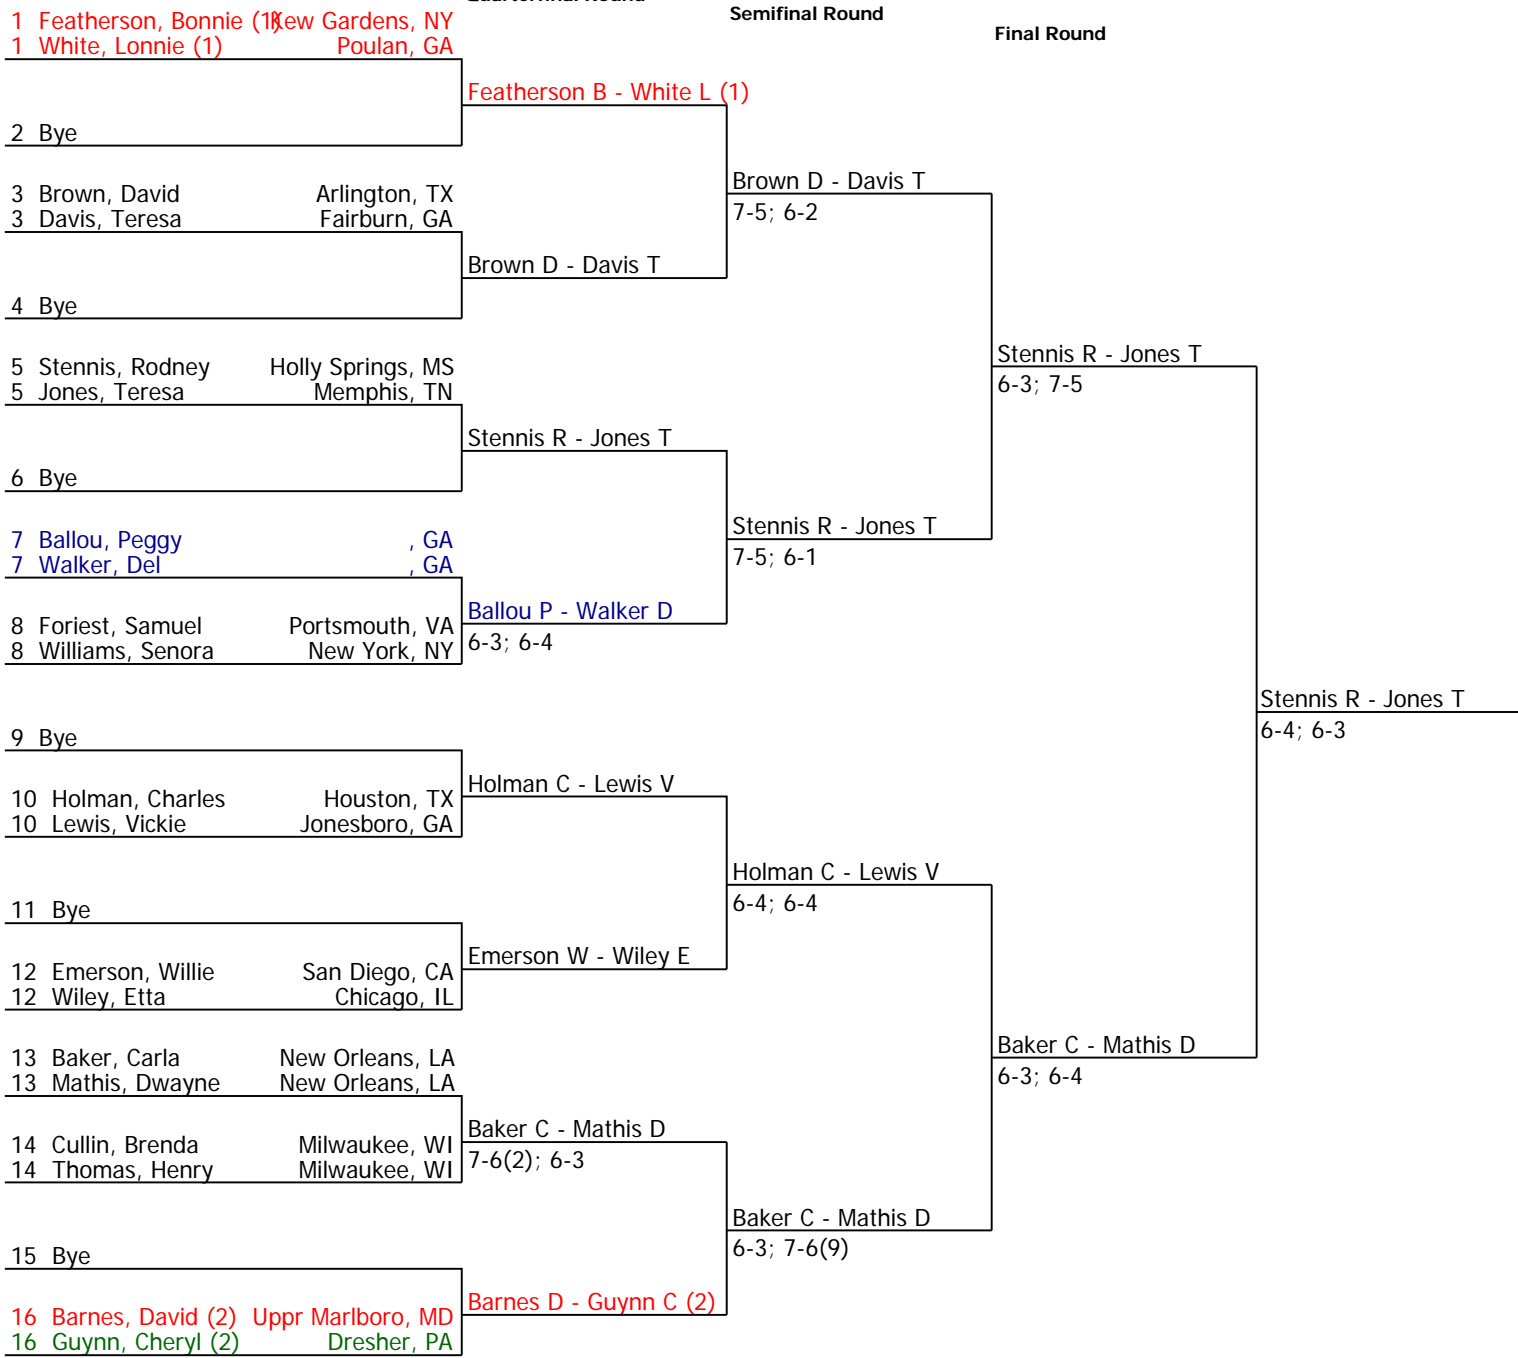 Quarterfinal Round
Semifinal Round
Final Round
1 Featherson, Bonnie (1) Kew Gardens, NY
1 White, Lonnie (1) Poulan, GA
Featherson B - White L (1)
2 Bye
3 Brown, David Arlington, TX
3 Davis, Teresa Fairburn, GA
Brown D - Davis T
7-5; 6-2
Brown D - Davis T
4 Bye
5 Stennis, Rodney Holly Springs, MS
5 Jones, Teresa Memphis, TN
Stennis R - Jones T
6-3; 7-5
Stennis R - Jones T
6 Bye
7 Ballou, Peggy , GA
7 Walker, Del , GA
Stennis R - Jones T
7-5; 6-1
Ballou P - Walker D
6-3; 6-4
8 Foriest, Samuel Portsmouth, VA
8 Williams, Senora New York, NY
Stennis R - Jones T
6-4; 6-3
9 Bye
Holman C - Lewis V
10 Holman, Charles Houston, TX
10 Lewis, Vickie Jonesboro, GA
Holman C - Lewis V
6-4; 6-4
11 Bye
Emerson W - Wiley E
12 Emerson, Willie San Diego, CA
12 Wiley, Etta Chicago, IL
Baker C - Mathis D
6-3; 6-4
13 Baker, Carla New Orleans, LA
13 Mathis, Dwayne New Orleans, LA
Baker C - Mathis D
7-6(2); 6-3
14 Cullin, Brenda Milwaukee, WI
14 Thomas, Henry Milwaukee, WI
Baker C - Mathis D
6-3; 7-6(9)
15 Bye
Barnes D - Guynn C (2)
16 Barnes, David (2) Uppr Marlboro, MD
16 Guynn, Cheryl (2) Dresher, PA